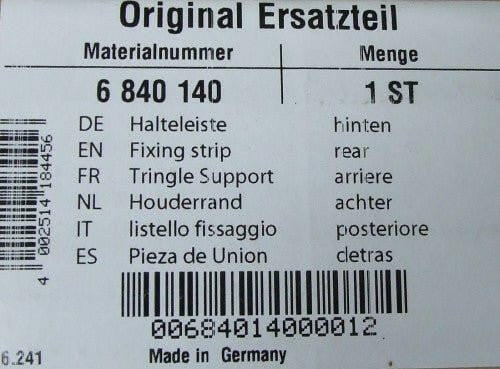 Original Ersatzteil
Materialnummer Menge
6 840 140 1 ST
DE Halteleiste hinten
EN Fixing strip rear
FR Tringle Support arriere
NL Houderrand achter
IT listello fissaggio posteriore
ES Pieza de Union cletras
4 002514 184456
00684014000012
6.241 Made in Germany